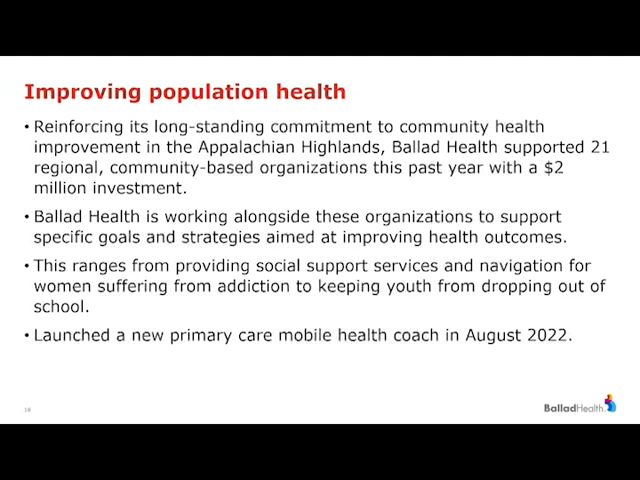 Improving population health
• Reinforcing its long-standing commitment to community health
improvement in the Appalachian Highlands, Ballad Health supported 21
regional, community-based organizations this past year with a $2
million investment.
• Ballad Health is working alongside these organizations to support
specific goals and strategies aimed at improving health outcomes.
• This ranges from providing social support services and navigation for
women suffering from addiction to keeping youth from dropping out of
school.
• Launched a new primary care mobile health coach in August 2022.
BalladHealth.